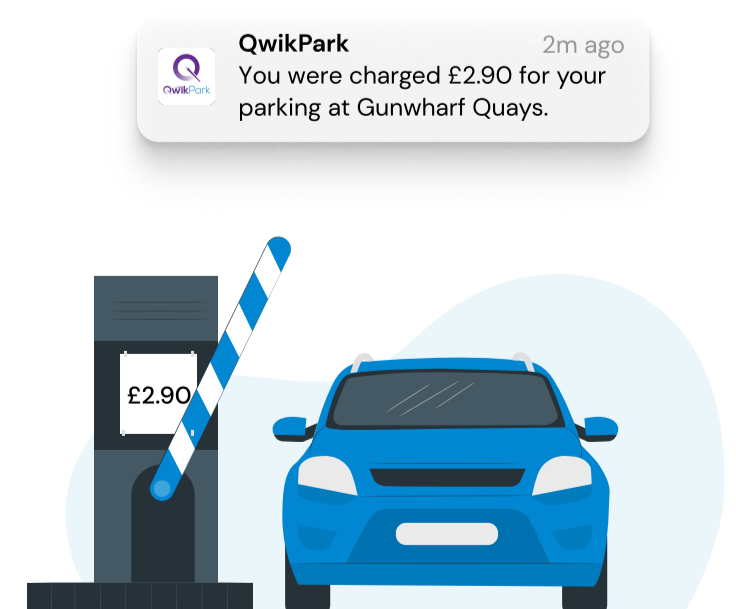 QwikPark
2m ago
You were charged £2.90 for your
parking at Gunwharf Quays.
QwikPark
£2.90